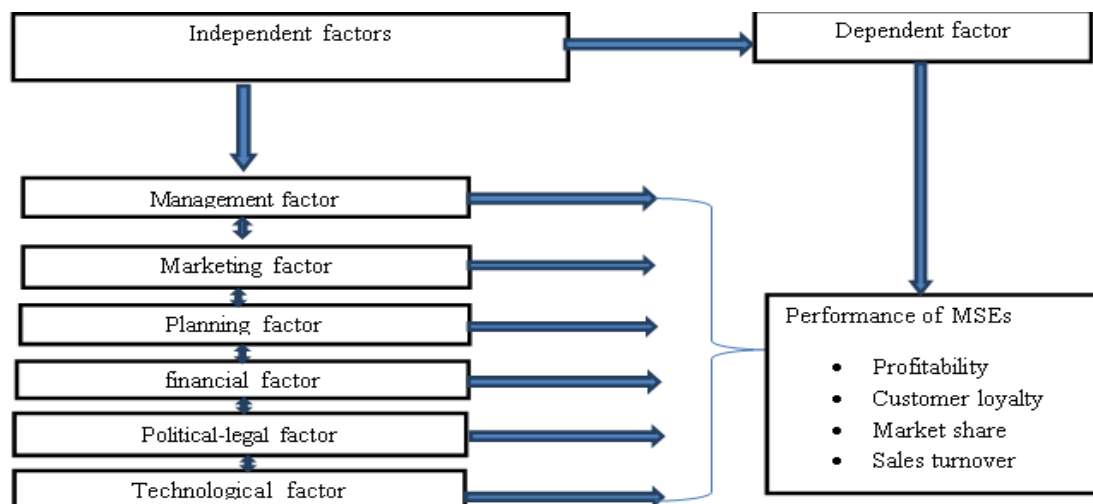 Independent factors
Dependent factor
Management factor
Marketing factor
Planning factor
financial factor
Political-legal factor
Technological factor
Performance of MSEs
• Profitability
• Customer loyalty
• Market share
• Sales turnover